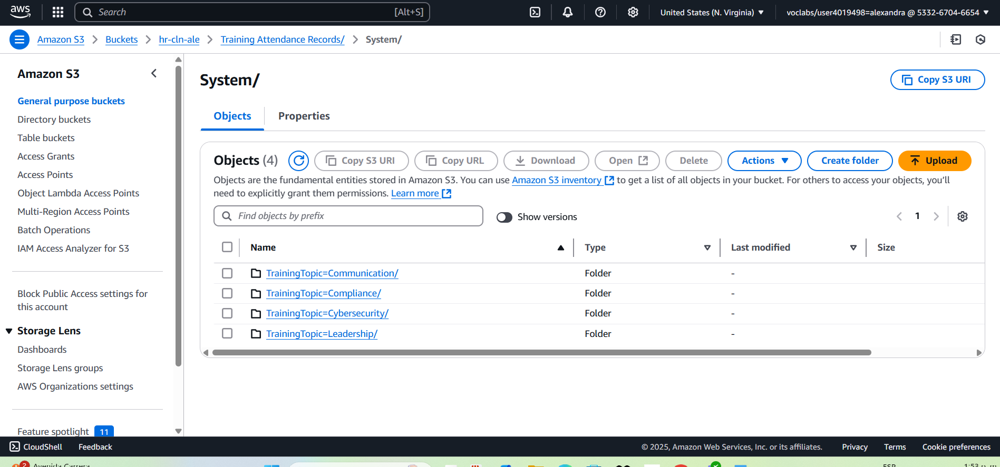 aws
Search [Alt+S]
United States (N. Virginia)
voclabs/user4019498=alexandra @ 5332-6704-6654
Amazon S3 > Buckets > hr-cln-ale > Training Attendance Records/ > System/
Amazon S3
General purpose buckets
Directory buckets
Table buckets
Access Grants
Access Points
Object Lambda Access Points
Multi-Region Access Points
Batch Operations
IAM Access Analyzer for S3
Block Public Access settings for
this account
Storage Lens
Dashboards
Storage Lens groups
AWS Organizations settings
Feature spotlight 11
System/
Copy S3 URI
Objects Properties
Objects (4) Copy S3 URI Copy URL Download Open Delete Actions Create folder Upload
Objects are the fundamental entities stored in Amazon S3. You can use Amazon S3 inventory to get a list of all objects in your bucket. For others to access your objects, you’ll
need to explicitly grant them permissions. Learn more
Find objects by prefix
Show versions
1
Name Type Last modified Size
TrainingTopic=Communication/ Folder -
TrainingTopic=Compliance/ Folder -
TrainingTopic=Cybersecurity/ Folder -
TrainingTopic=Leadership/ Folder -
CloudShell Feedback
© 2025, Amazon Web Services, Inc. or its affiliates. Privacy Terms Cookie preferences
2 Avenida Carrera
ESP
1:53